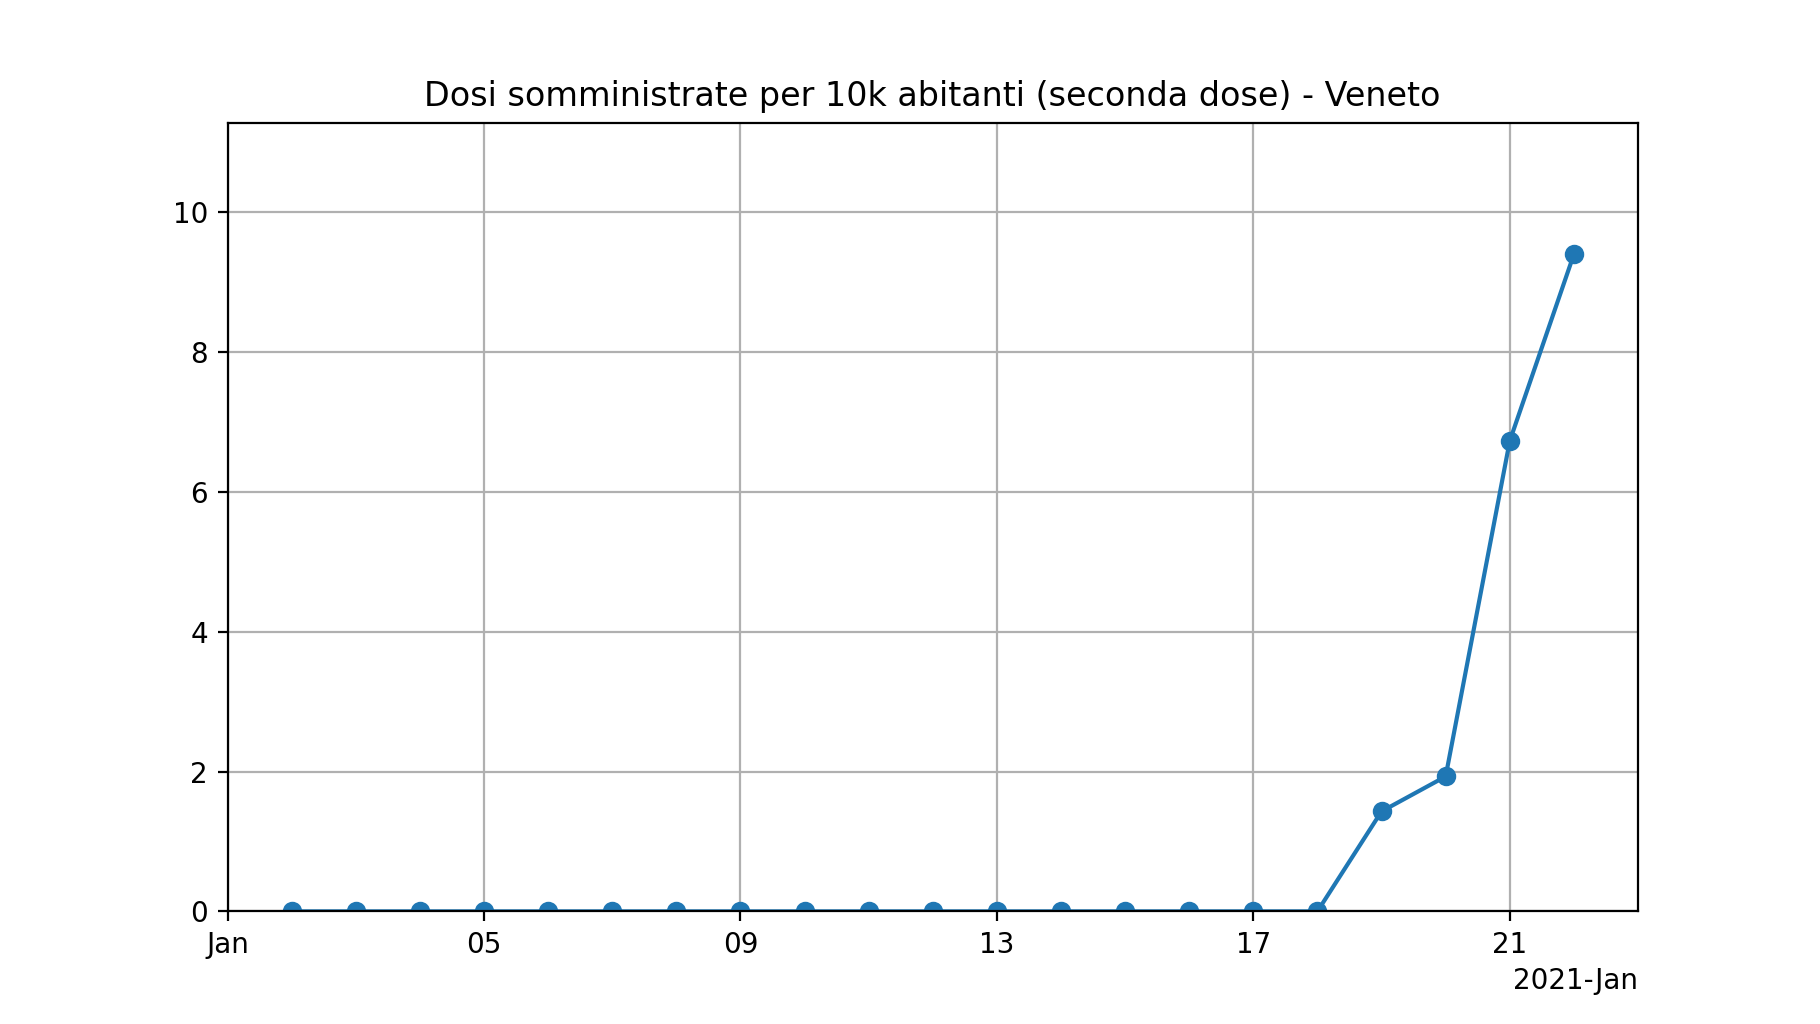 Dosi somministrate per 10k abitanti (seconda dose) - Veneto
10
8
6
4
2
0
Jan 05 09 13 17 21
2021-Jan